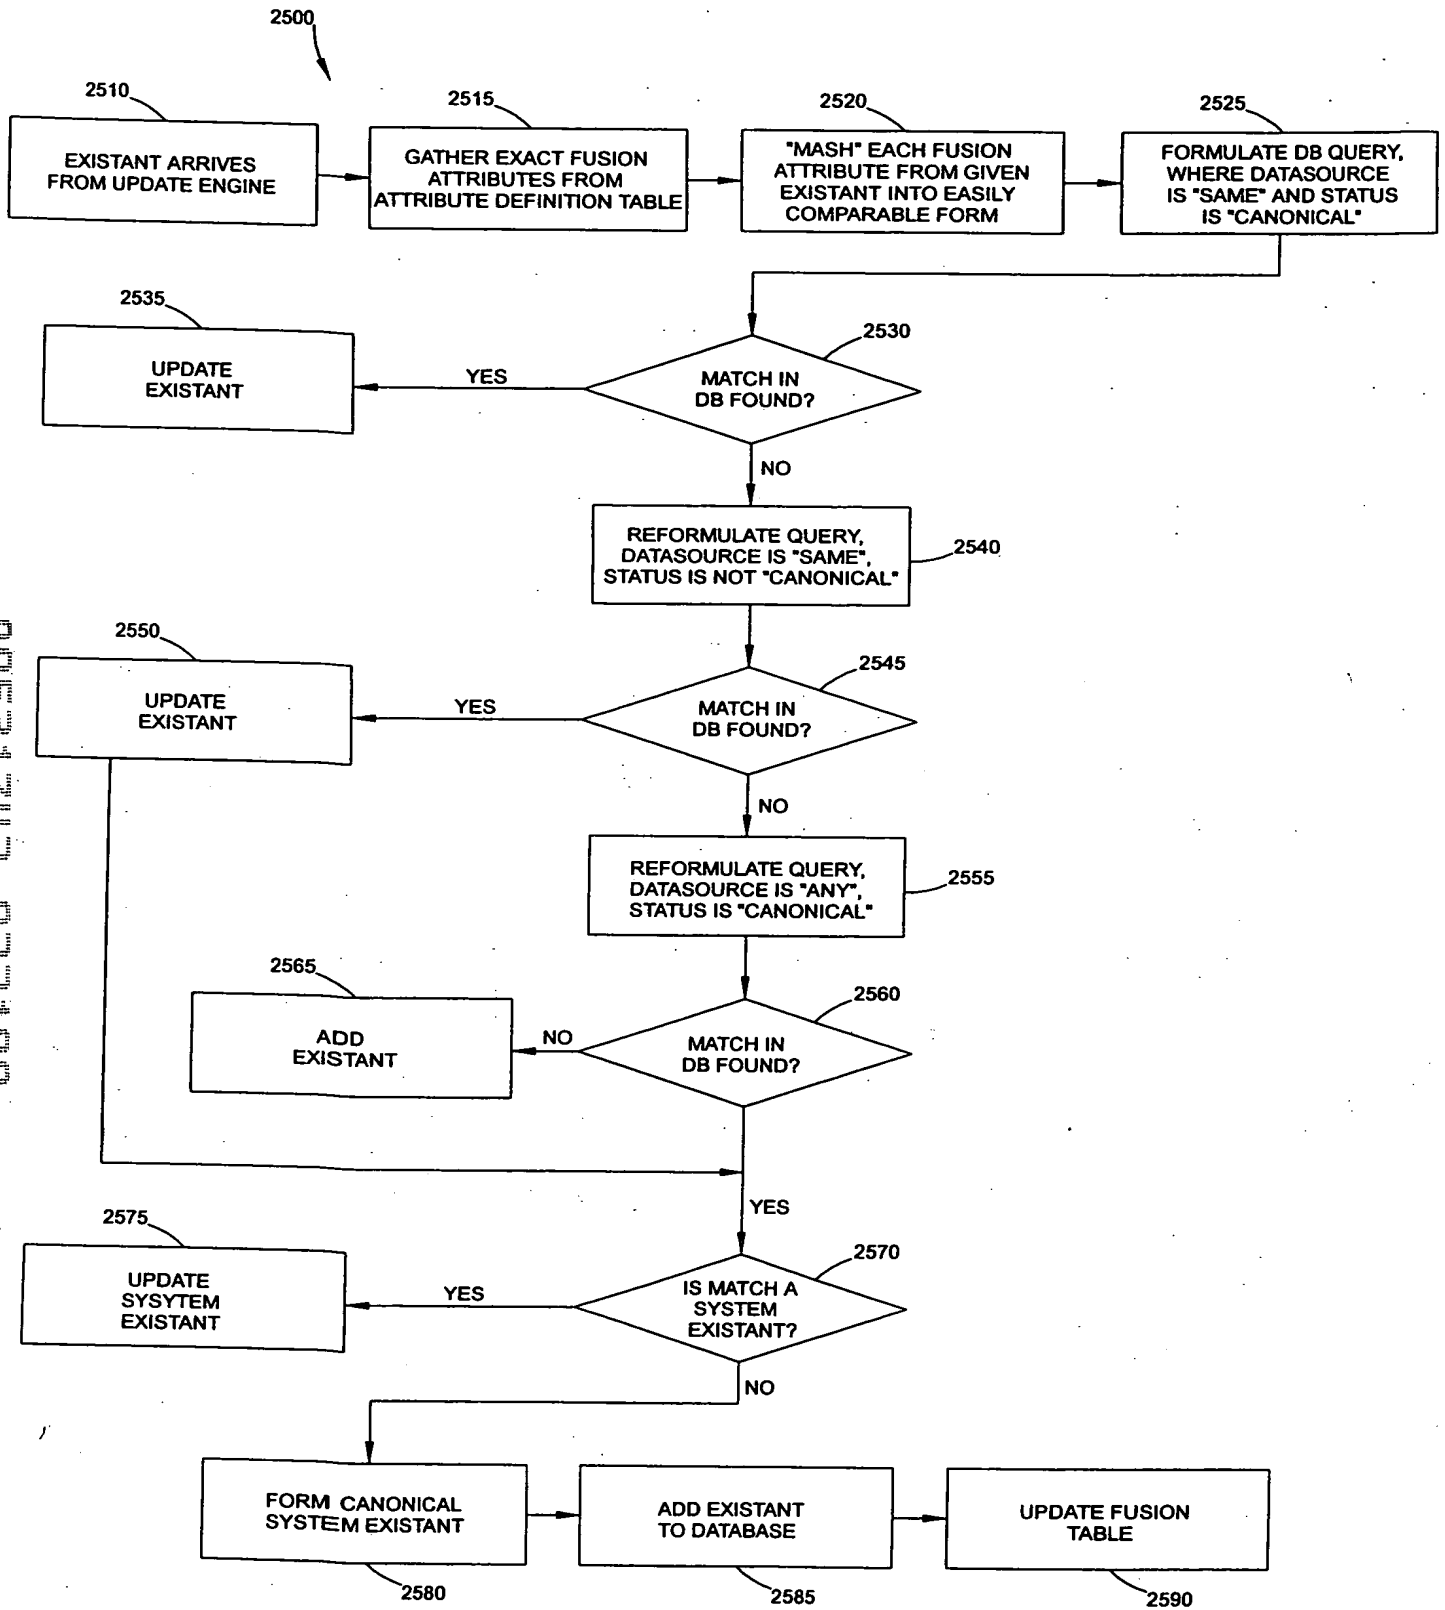 2500
2510
2515
2520
2525
EXISTANT ARRIVES
FROM UPDATE ENGINE
GATHER EXACT FUSION
ATTRIBUTES FROM
ATTRIBUTE DEFINITION TABLE
"MASH" EACH FUSION
ATTRIBUTE FROM GIVEN
EXISTANT INTO EASILY
COMPARABLE FORM
FORMULATE DB QUERY,
WHERE DATASOURCE
IS "SAME" AND STATUS
IS "CANONICAL"
2535
2530
UPDATE
EXISTANT
YES
MATCH IN
DB FOUND?
NO
REFORMULATE QUERY,
DATASOURCE IS "SAME",
STATUS IS NOT "CANONICAL"
2540
2550
2545
UPDATE
EXISTANT
YES
MATCH IN
DB FOUND?
NO
REFORMULATE QUERY,
DATASOURCE IS "ANY",
STATUS IS "CANONICAL"
2555
2565
2560
ADD
EXISTANT
NO
MATCH IN
DB FOUND?
YES
2575
2570
UPDATE
SYSYTEM
EXISTANT
YES
IS MATCH A
SYSTEM
EXISTANT?
NO
FORM CANONICAL
SYSTEM EXISTANT
ADD EXISTANT
TO DATABASE
UPDATE FUSION
TABLE
2580
2585
2590